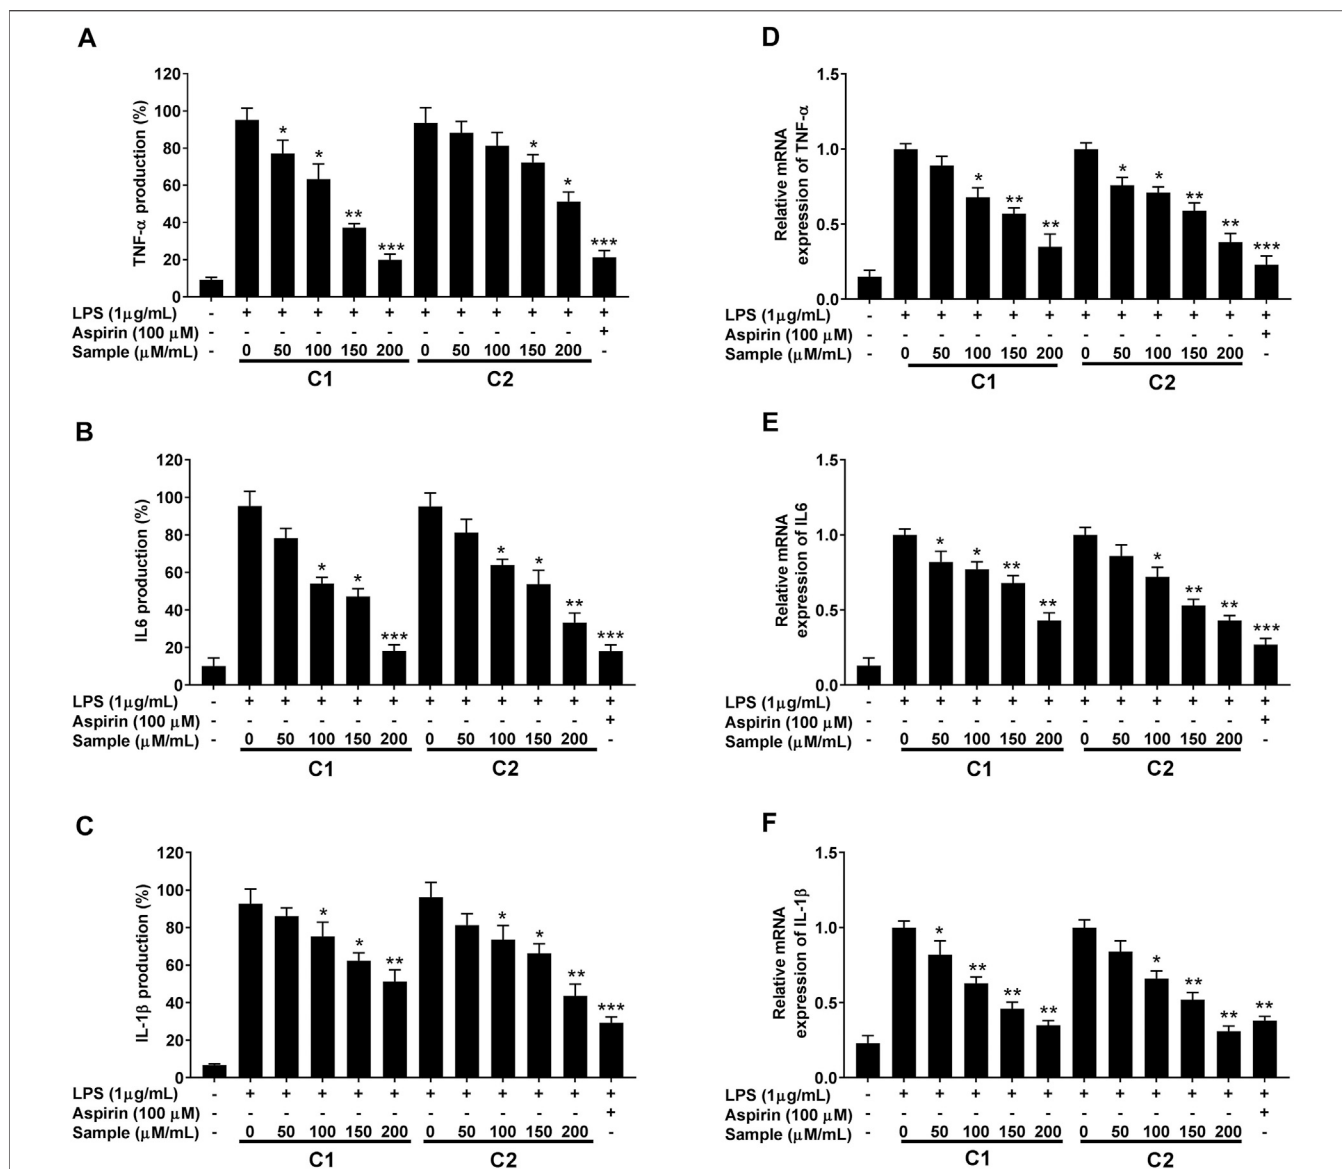 A
TNF-α production (%)
120
100
80
60
40
20
0
* * ** *** * * ***
LPS (1μg/mL) - + + + + + + + + + + +
Aspirin (100 μM) - - - - - - - - - - - +
Sample (μM/mL) - 0 50 100 150 200 0 50 100 150 200 -
C1 C2
D
Relative mRNA
expression of TNF-α
1.5
1.0
0.5
0.0
* ** ** * * ** ** ***
LPS (1μg/mL) - + + + + + + + + + + +
Aspirin (100 μM) - - - - - - - - - - - +
Sample (μM/mL) - 0 50 100 150 200 0 50 100 150 200 -
C1 C2
B
IL6 production (%)
120
100
80
60
40
20
0
* * *** * * ** ***
LPS (1μg/mL) - + + + + + + + + + + +
Aspirin (100 μM) - - - - - - - - - - - +
Sample (μM/mL) - 0 50 100 150 200 0 50 100 150 200 -
C1 C2
E
Relative mRNA
expression of IL6
1.5
1.0
0.5
0.0
* * ** ** * ** ** ***
LPS (1μg/mL) - + + + + + + + + + + +
Aspirin (100 μM) - - - - - - - - - - - +
Sample (μM/mL) - 0 50 100 150 200 0 50 100 150 200 -
C1 C2
C
IL-1β production (%)
120
100
80
60
40
20
0
* * ** * * ** ***
LPS (1μg/mL) - + + + + + + + + + + +
Aspirin (100 μM) - - - - - - - - - - - +
Sample (μM/mL) - 0 50 100 150 200 0 50 100 150 200 -
C1 C2
F
Relative mRNA
expression of IL-1β
1.5
1.0
0.5
0.0
* ** ** ** * ** ** **
LPS (1μg/mL) - + + + + + + + + + + +
Aspirin (100 μM) - - - - - - - - - - - +
Sample (μM/mL) - 0 50 100 150 200 0 50 100 150 200 -
C1 C2